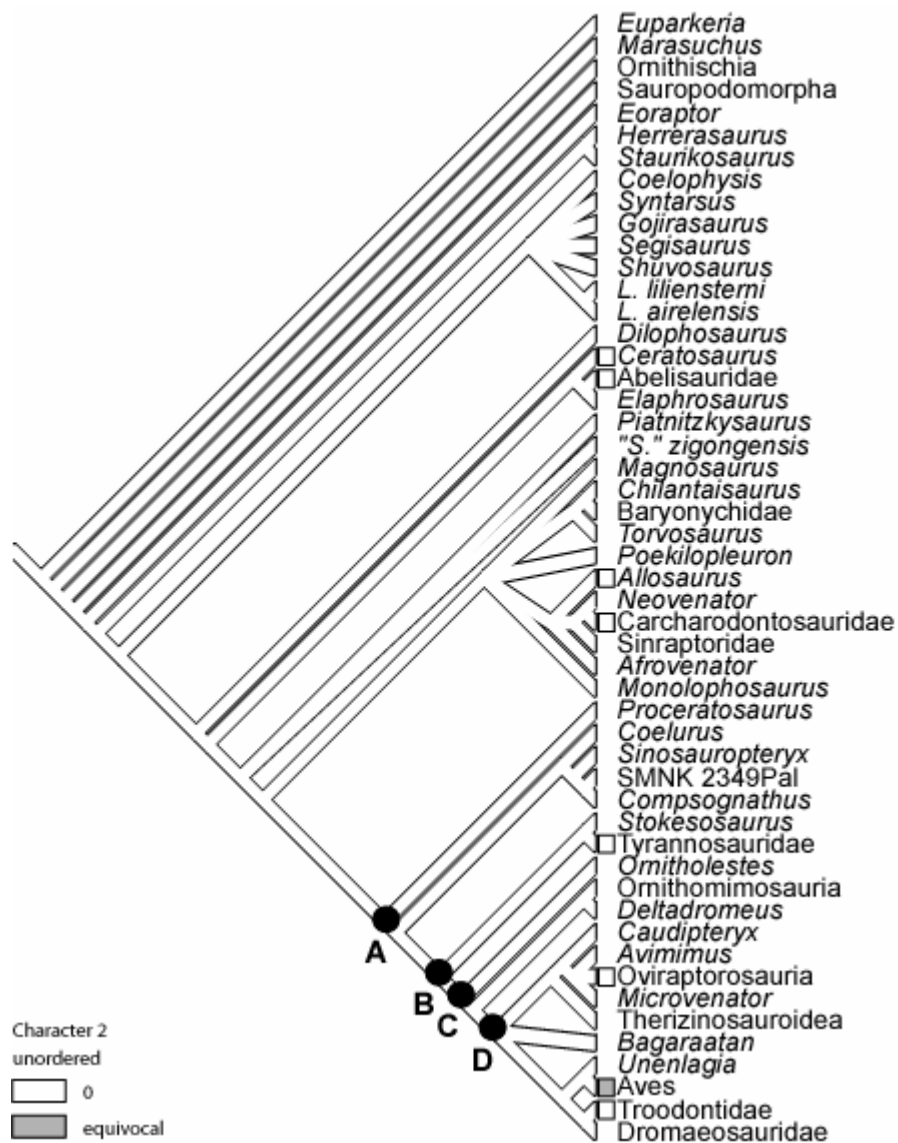 Euparkeria
Marasuchus
Ornithischia
Sauropodomorpha
Eoraptor
Herrerasaurus
Staurikosaurus
Coelophysis
Syntarsus
Gojirasaurus
Segisaurus
Shuvosaurus
L. liliensterni
L. airelensis
Dilophosaurus
Ceratosaurus
Abelisauridae
Elaphrosaurus
Piatnitzkysaurus
"S." zigongensis
Magnosaurus
Chilantaisaurus
Baryonychidae
Torvosaurus
Poekilopleuron
Allosaurus
Neovenator
Carcharodontosauridae
Sinraptoridae
Afrovenator
Monolophosaurus
Proceratosaurus
Coelurus
Sinosauropteryx
SMNK 2349Pal
Compsognathus
Stokesosaurus
Tyrannosauridae
Ornitholestes
Ornithomimosauria
Deltadromeus
Caudipteryx
Avimimus
Oviraptorosauria
Microvenator
Therizinosauroidea
Bagaraatan
Unenlagia
Aves
Troodontidae
Dromaeosauridae
A
B
C
D
Character 2
unordered
0
equivocal